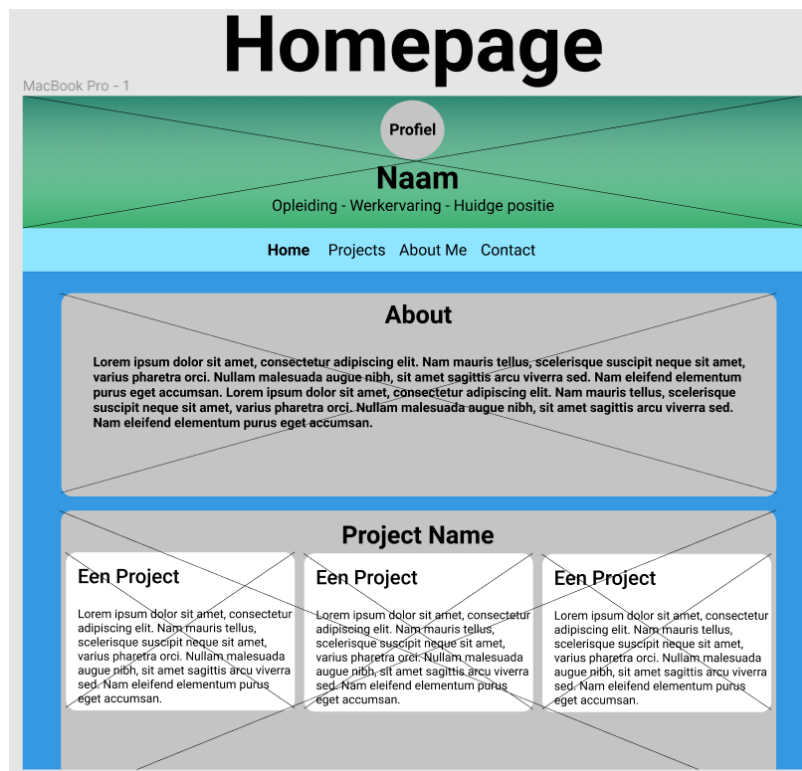 Homepage
MacBook Pro - 1
Profiel
Naam
Opleiding - Werkervaring - Huidge positie
Home Projects About Me Contact
About
Lorem ipsum dolor sit amet, consectetur adipiscing elit. Nam mauris tellus, scelerisque suscipit neque sit amet,
varius pharetra orci. Nullam malesuada augue nibh, sit amet sagittis arcu viverra sed. Nam eleifend elementum
purus eget accumsan. Lorem ipsum dolor sit amet, consectetur adipiscing elit. Nam mauris tellus, scelerisque
suscipit neque sit amet, varius pharetra orci. Nullam malesuada augue nibh, sit amet sagittis arcu viverra sed.
Nam eleifend elementum purus eget accumsan.
Project Name
Een Project
Lorem ipsum dolor sit amet, consectetur
adipiscing elit. Nam mauris tellus,
scelerisque suscipit neque sit amet,
varius pharetra orci. Nullam malesuada
augue nibh, sit amet sagittis arcu viverra
sed. Nam eleifend elementum purus
eget accumsan.
Een Project
Lorem ipsum dolor sit amet, consectetur
adipiscing elit. Nam mauris tellus,
scelerisque suscipit neque sit amet,
varius pharetra orci. Nullam malesuada
augue nibh, sit amet sagittis arcu viverra
sed. Nam eleifend elementum purus
eget accumsan.
Een Project
Lorem ipsum dolor sit amet, consectetur
adipiscing elit. Nam mauris tellus,
scelerisque suscipit neque sit amet,
varius pharetra orci. Nullam malesuada
augue nibh, sit amet sagittis arcu viverra
sed. Nam eleifend elementum purus
eget accumsan.